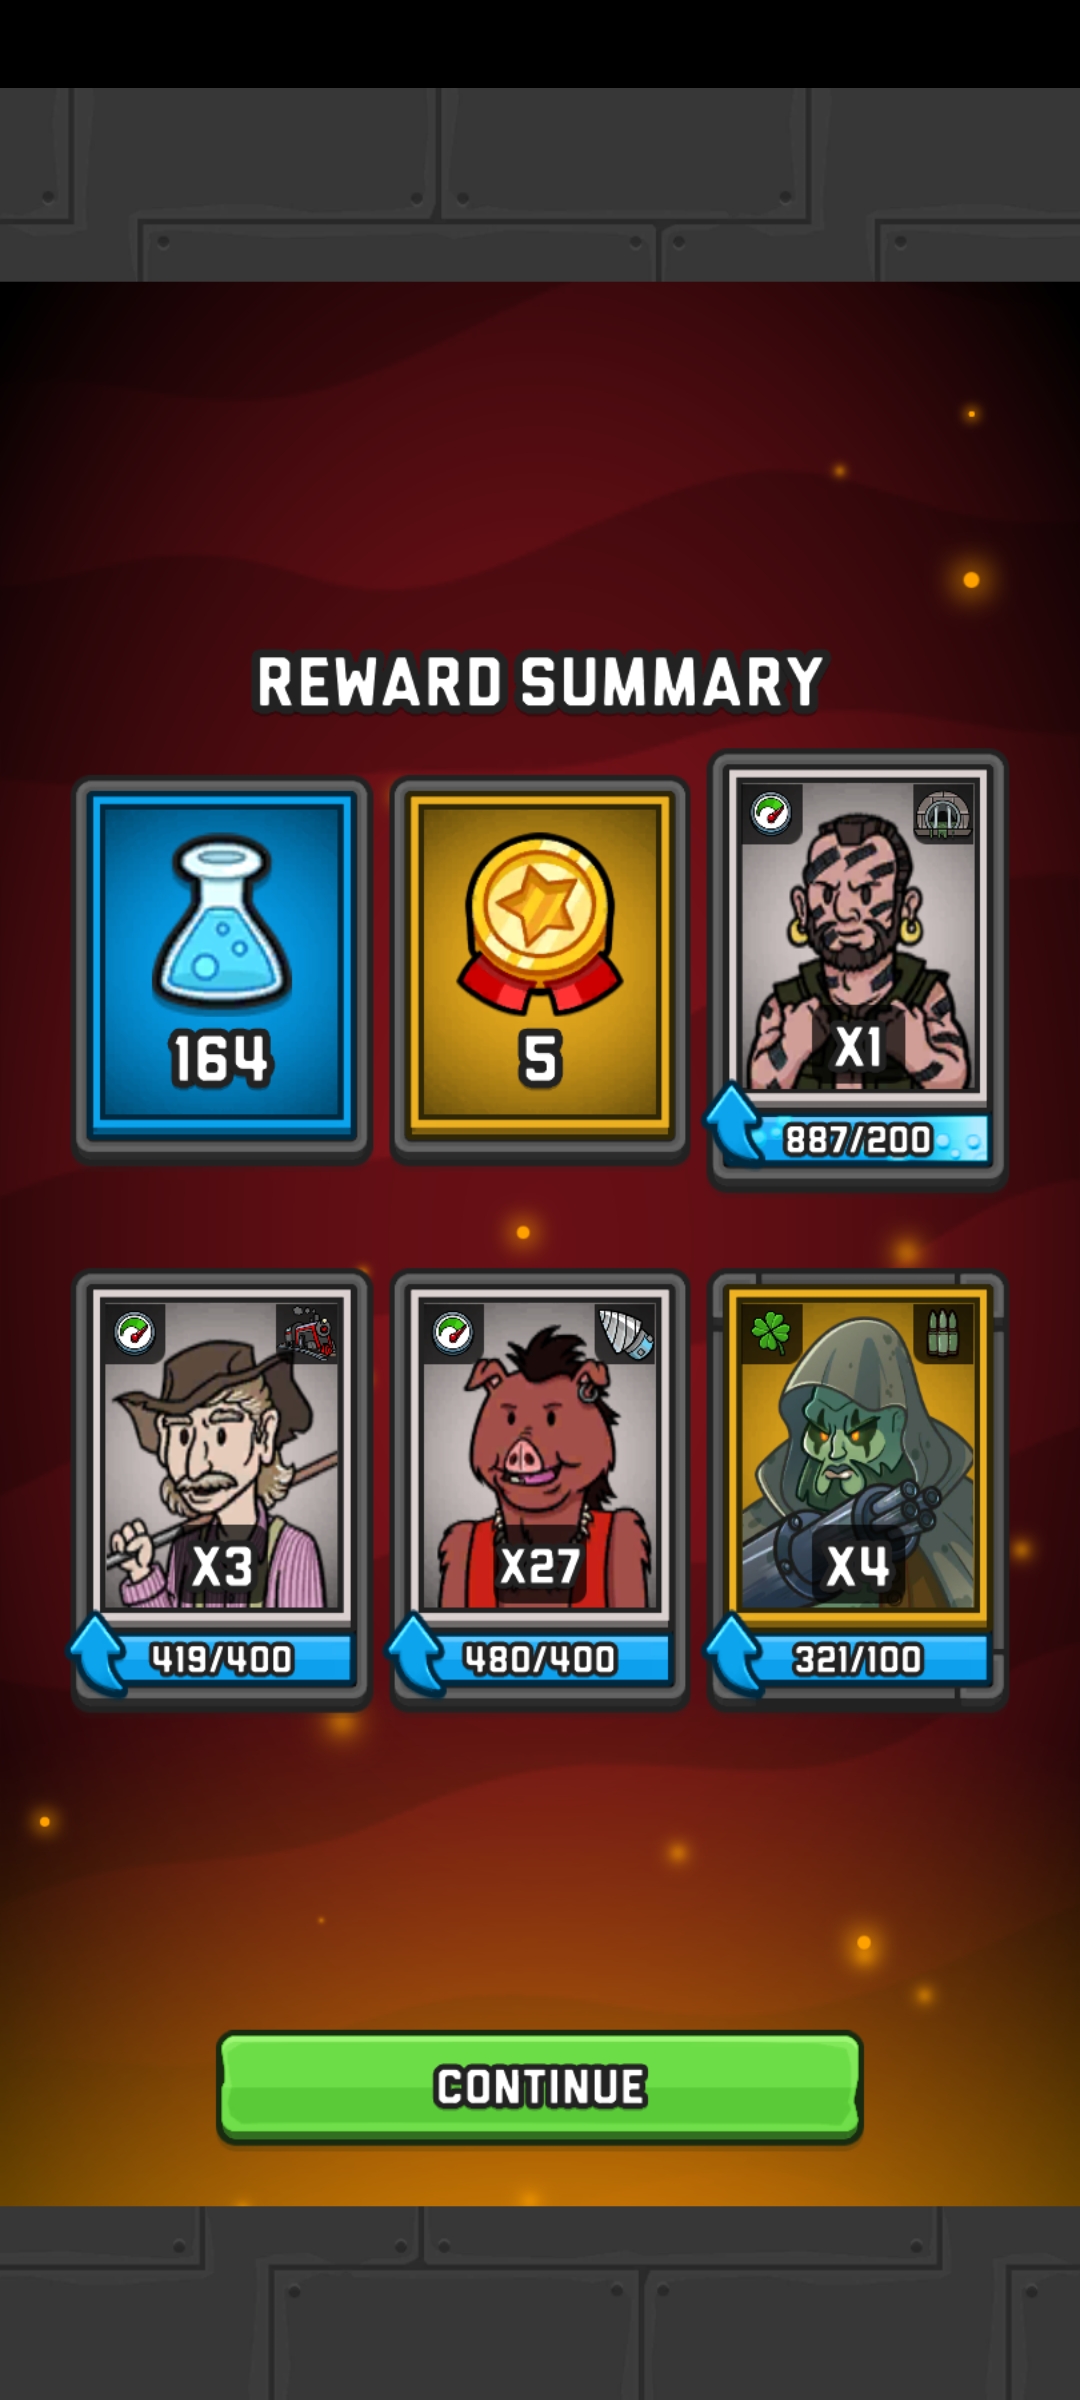 REWARD SUMMARY
164
5
X1
887/200
X3
419/400
X27
480/400
X4
321/100
CONTINUE